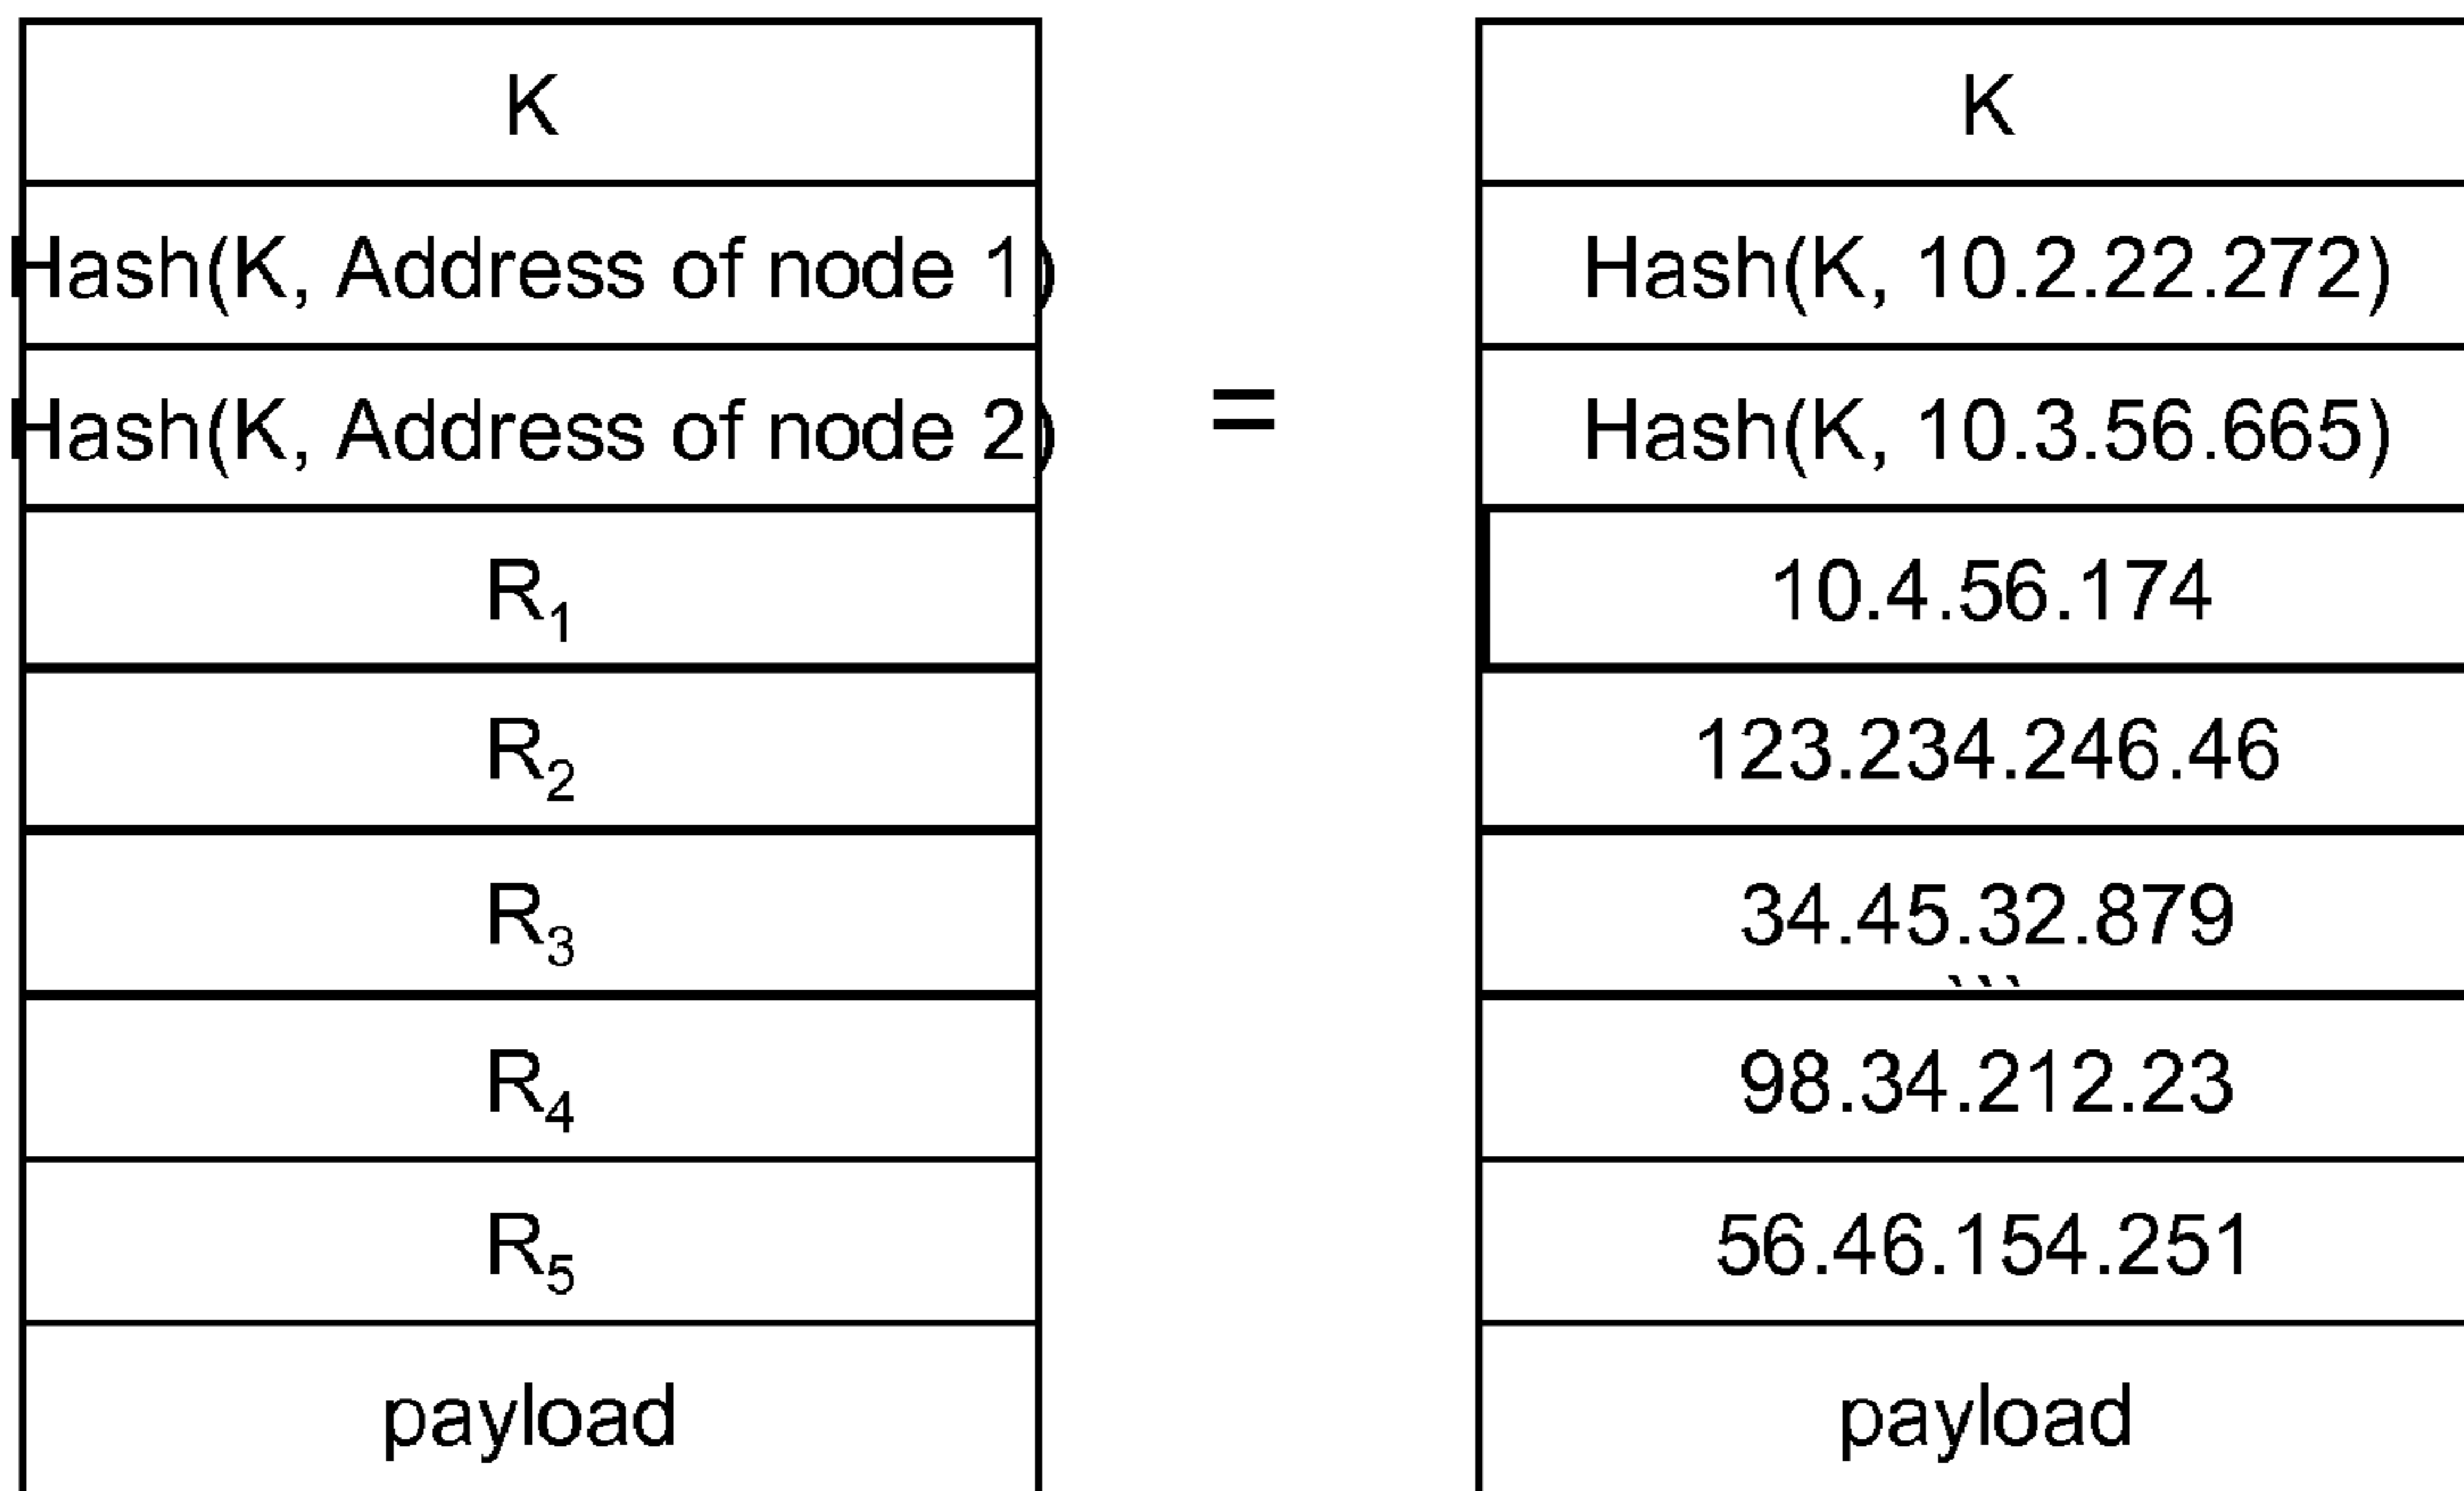 K
Hash(K, Address of node 1)
Hash(K, Address of node 2)
R1
R2
R3
R4
R5
payload
=
K
Hash(K, 10.2.22.272)
Hash(K, 10.3.56.665)
10.4.56.174
123.234.246.46
34.45.32.879
```
98.34.212.23
56.46.154.251
payload